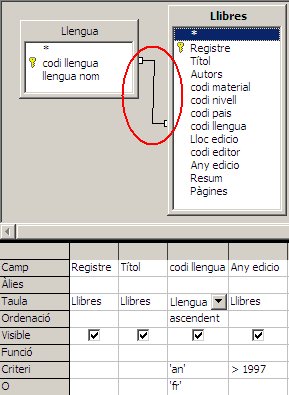 Llengua
*
codi llengua
llengua nom
Llibres
*
Registre
Títol
Autors
codi material
codi nivell
codi pais
codi llengua
Lloc edicio
codi editor
Any edicio
Resum
Pàgines
Camp Registre Títol codi llengua Any edicio
Àlies
Taula Llibres Llibres Llengua Llibres
Ordenació ascendent
Visible
Funció
Criteri 'an' > 1997
O 'fr'